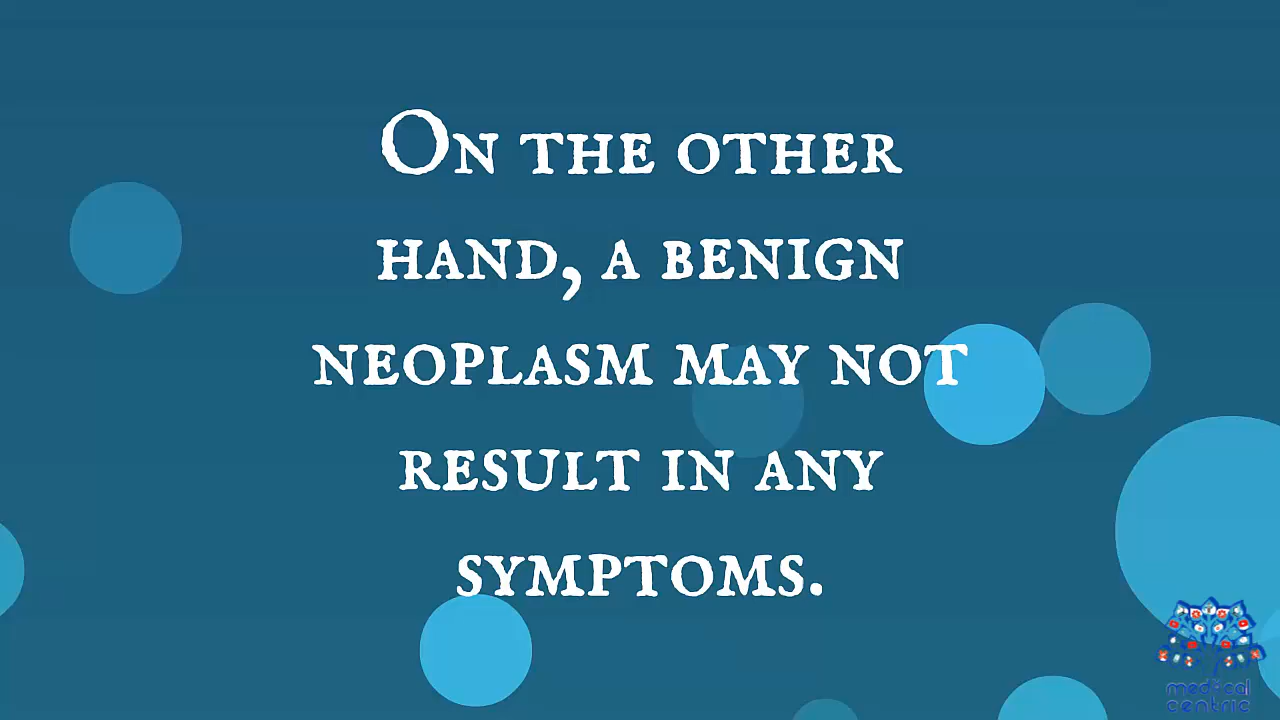 On the other
hand, a benign
neoplasm may not
result in any
symptoms.
medical
centric